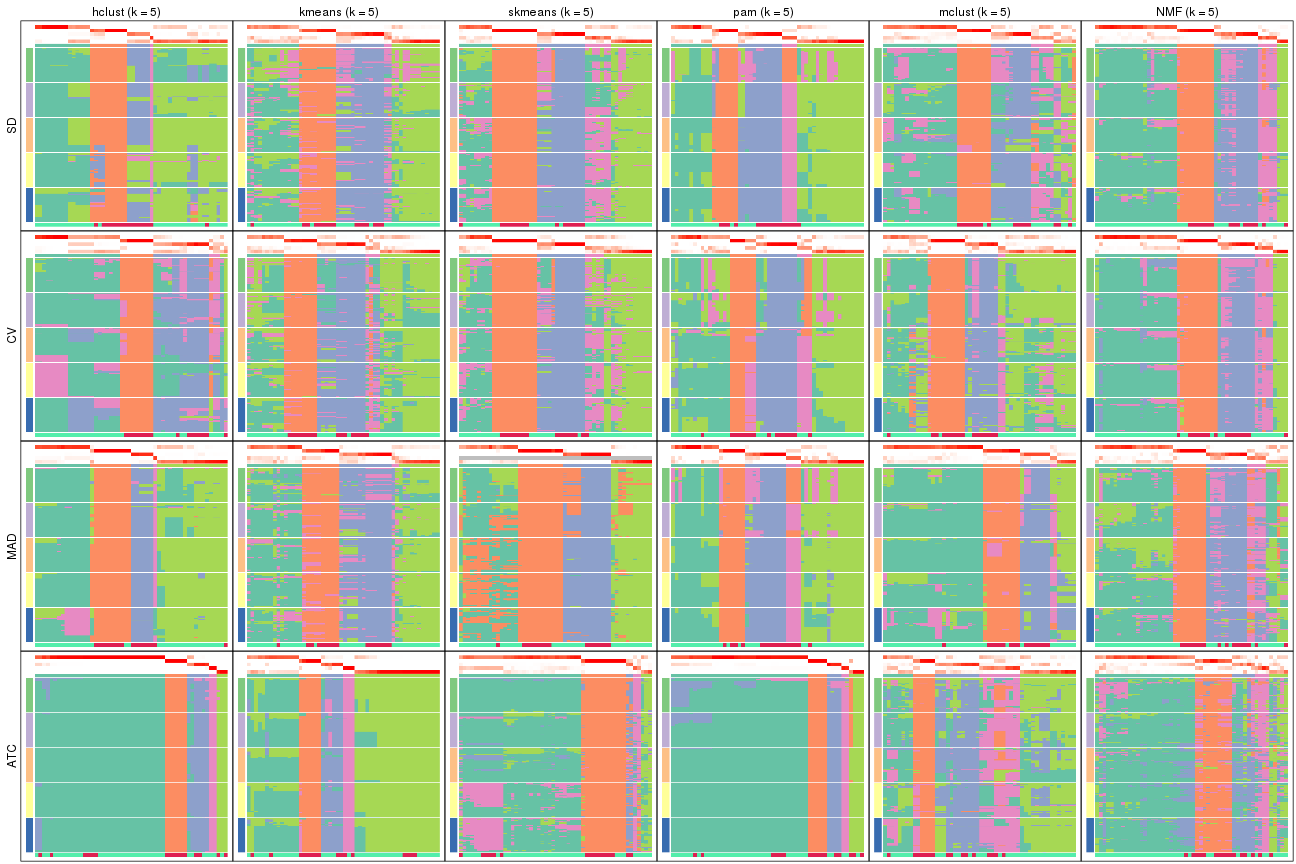 hclust (k = 5) kmeans (k = 5) skmeans (k = 5) pam (k = 5) mclust (k = 5) NMF (k = 5)
SD
CV
MAD
ATC